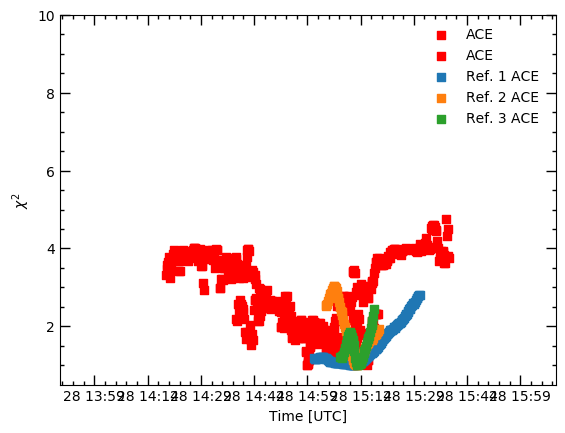 10
8
6
4
2
χ²
ACE
ACE
Ref. 1 ACE
Ref. 2 ACE
Ref. 3 ACE
28 13:59 28 14:14 28 14:29 28 14:44 28 14:59 28 15:14 28 15:29 28 15:44 28 15:59
Time [UTC]